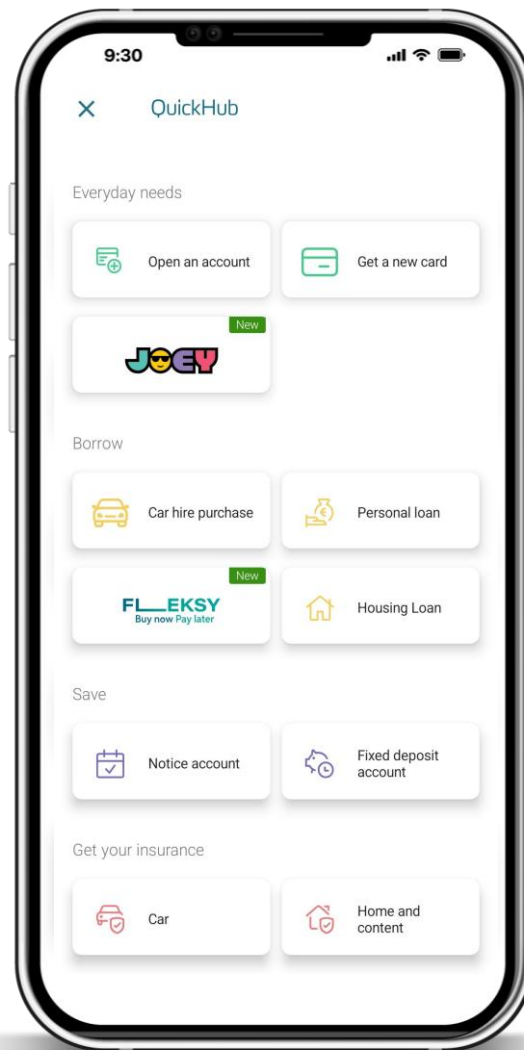 9:30
QuickHub
Everyday needs
Open an account
Get a new card
New
JOEY
Borrow
Car hire purchase
Personal loan
New
FLEKSY
Buy now Pay later
Housing Loan
Save
Notice account
Fixed deposit
account
Get your insurance
Car
Home and
content